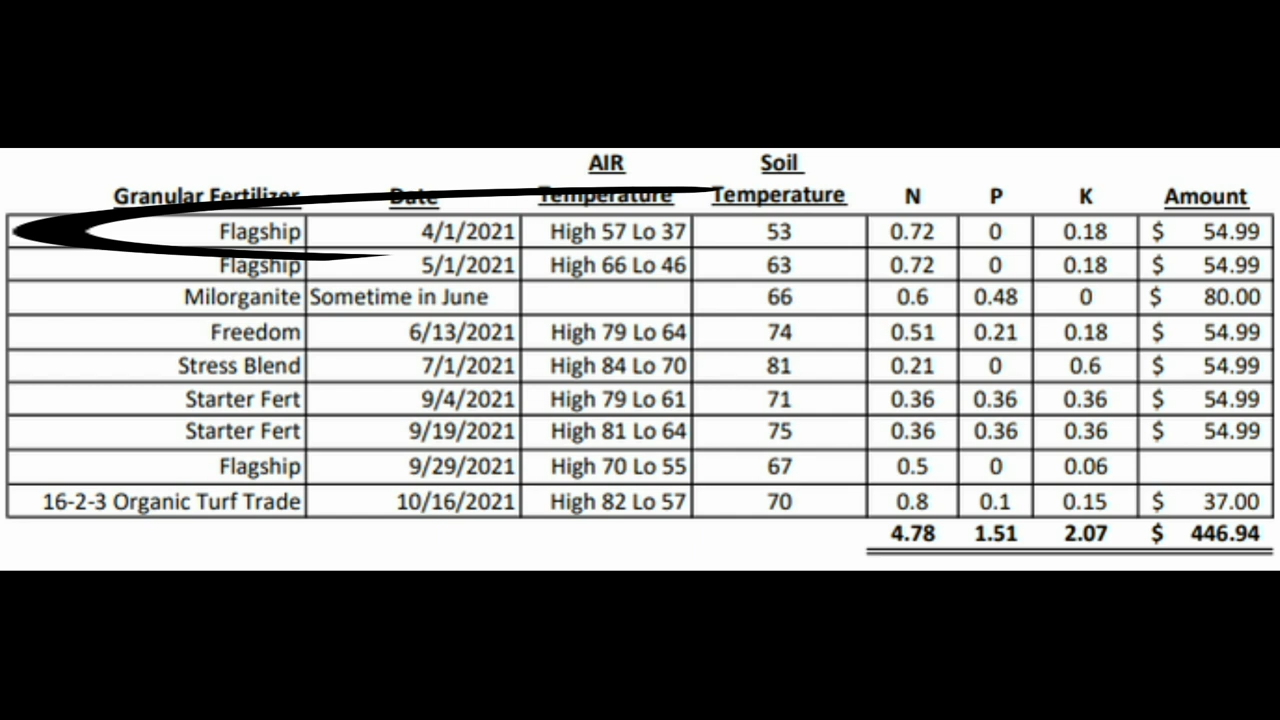 AIR Soil
Granular Fertilizer Date Temperature Temperature N P K Amount
Flagship 4/1/2021 High 57 Lo 37 53 0.72 0 0.18 $ 54.99
Flagship 5/1/2021 High 66 Lo 46 63 0.72 0 0.18 $ 54.99
Milorganite Sometime in June 66 0.6 0.48 0 $ 80.00
Freedom 6/13/2021 High 79 Lo 64 74 0.51 0.21 0.18 $ 54.99
Stress Blend 7/1/2021 High 84 Lo 70 81 0.21 0 0.6 $ 54.99
Starter Fert 9/4/2021 High 79 Lo 61 71 0.36 0.36 0.36 $ 54.99
Starter Fert 9/19/2021 High 81 Lo 64 75 0.36 0.36 0.36 $ 54.99
Flagship 9/29/2021 High 70 Lo 55 67 0.5 0 0.06
16-2-3 Organic Turf Trade 10/16/2021 High 82 Lo 57 70 0.8 0.1 0.15 $ 37.00
4.78 1.51 2.07 $ 446.94